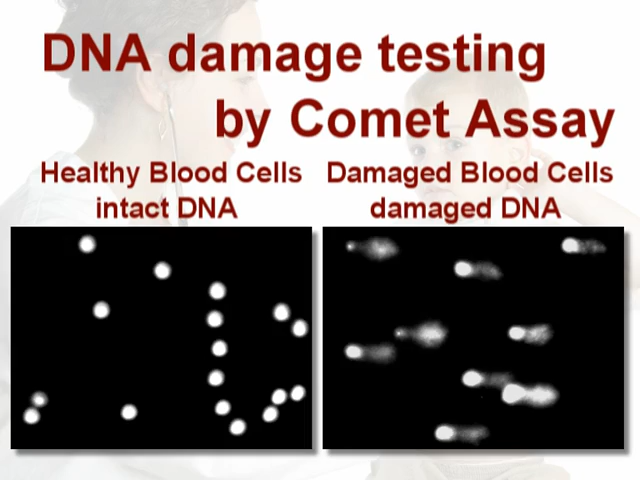 DNA damage testing
by Comet Assay
Healthy Blood Cells
intact DNA
Damaged Blood Cells
damaged DNA